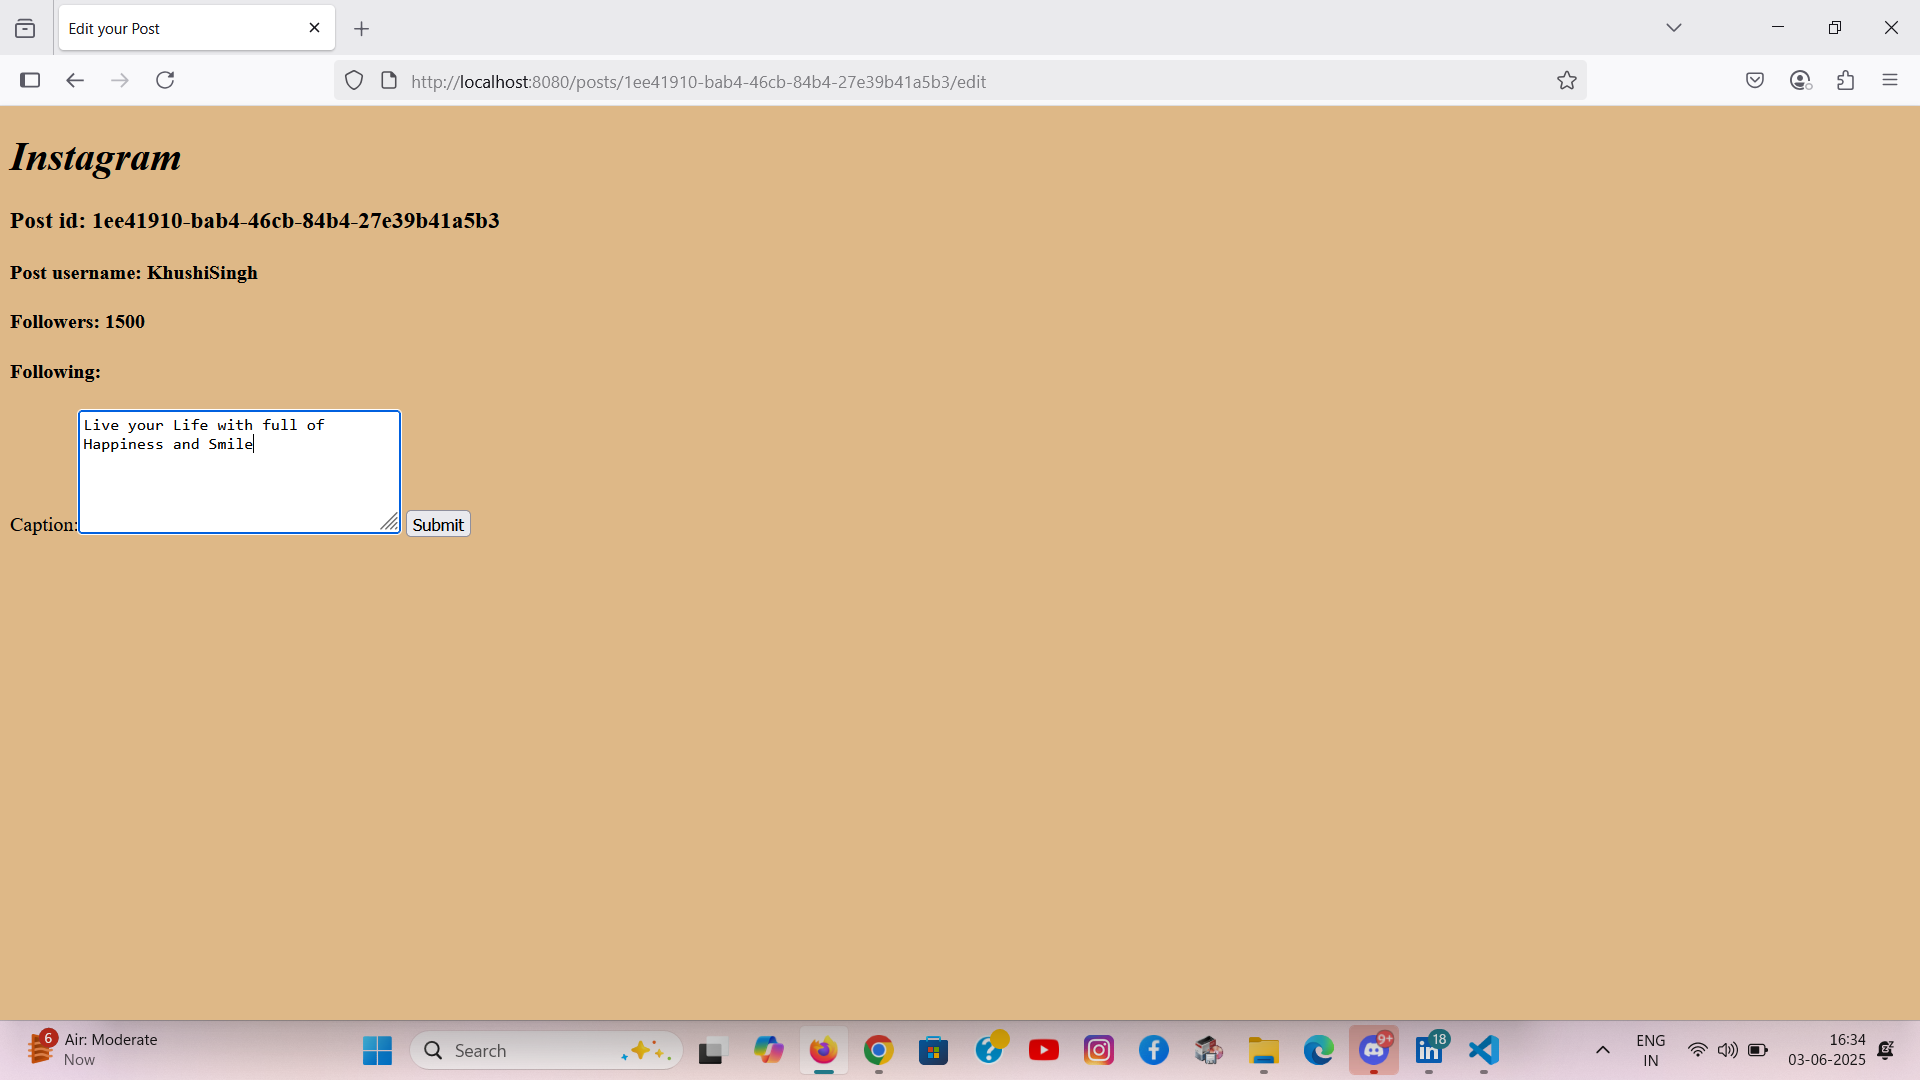 Edit your Post
http://localhost:8080/posts/1ee41910-bab4-46cb-84b4-27e39b41a5b3/edit
Instagram
Post id: 1ee41910-bab4-46cb-84b4-27e39b41a5b3
Post username: KhushiSingh
Followers: 1500
Following:
Live your Life with full of
Happiness and Smile
Caption:
Submit
6
Air: Moderate
Now
Search
9+
18
ENG
IN
16:34
03-06-2025